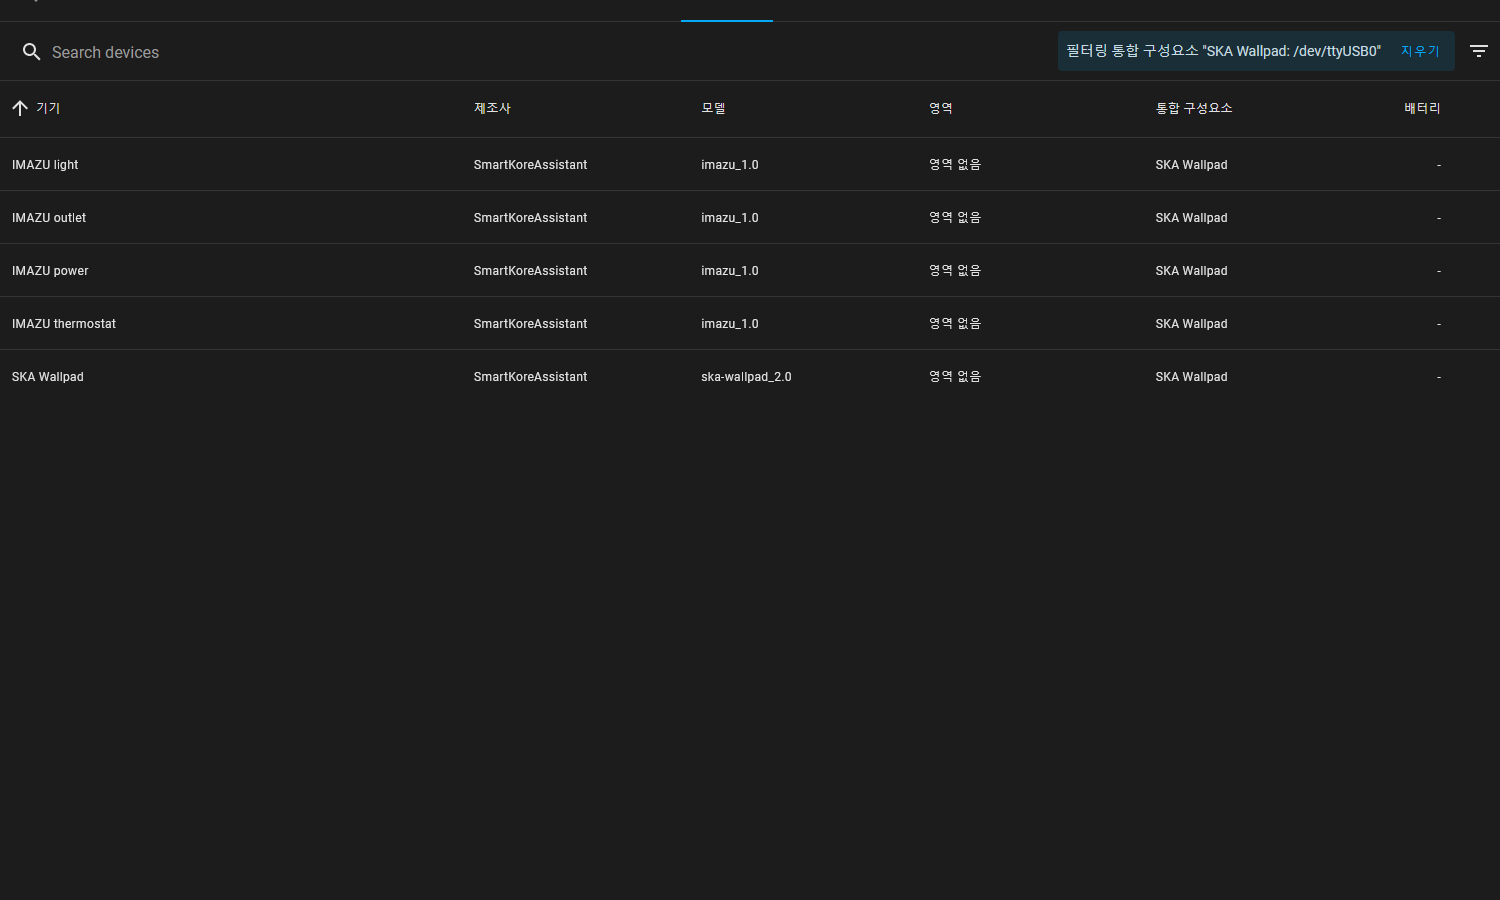 Search devices
필터링 통합 구성요소 "SKA Wallpad: /dev/ttyUSB0" 지우기
기기 제조사 모델 영역 통합 구성요소 배터리
IMAZU light SmartKoreAssistant imazu_1.0 영역 없음 SKA Wallpad -
IMAZU outlet SmartKoreAssistant imazu_1.0 영역 없음 SKA Wallpad -
IMAZU power SmartKoreAssistant imazu_1.0 영역 없음 SKA Wallpad -
IMAZU thermostat SmartKoreAssistant imazu_1.0 영역 없음 SKA Wallpad -
SKA Wallpad SmartKoreAssistant ska-wallpad_2.0 영역 없음 SKA Wallpad -